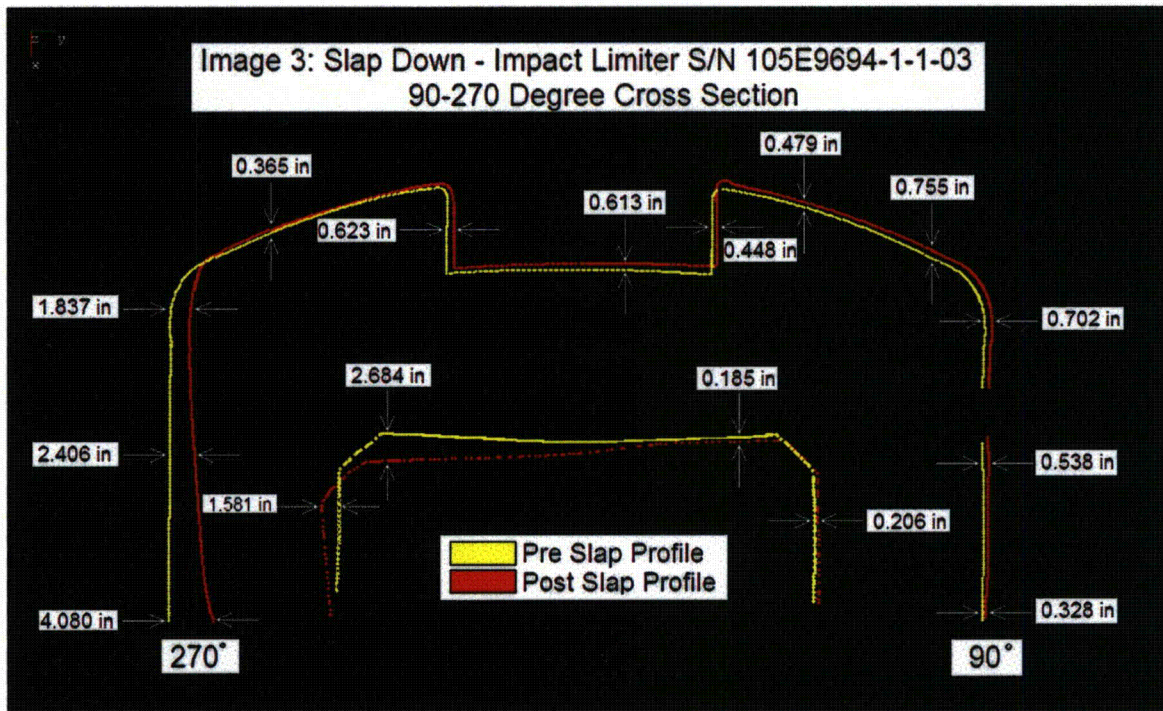 z y
x
Image 3: Slap Down - Impact Limiter S/N 105E9694-1-1-03
90-270 Degree Cross Section
0.365 in
0.479 in
0.613 in
0.755 in
0.623 in
0.448 in
1.837 in
0.702 in
2.684 in
0.185 in
2.406 in
0.538 in
1.581 in
0.206 in
Pre Slap Profile
Post Slap Profile
4.080 in
0.328 in
270°
90°